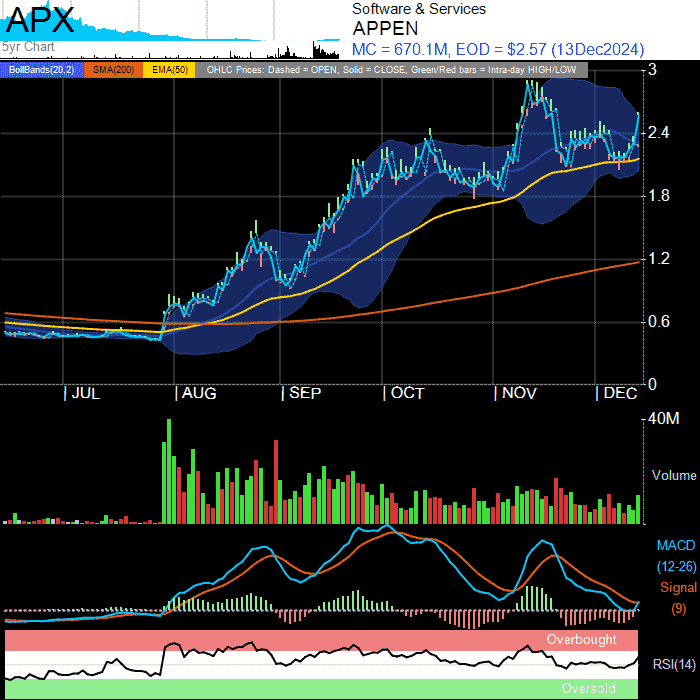 APX
5yr Chart
Software & Services
APPEN
MC = 670.1M, EOD = $2.57 (13Dec2024)
BollBands(20,2) SMA(200) EMA(50) OHLC Prices: Dashed = OPEN, Solid = CLOSE, Green/Red bars = Intra-day HIGH/LOW
3
2.4
1.8
1.2
0.6
0
| JUL | AUG | SEP | OCT | NOV | DEC
40M
Volume
MACD
(12-26)
Signal
(9)
Overbought
RSI(14)
Oversold